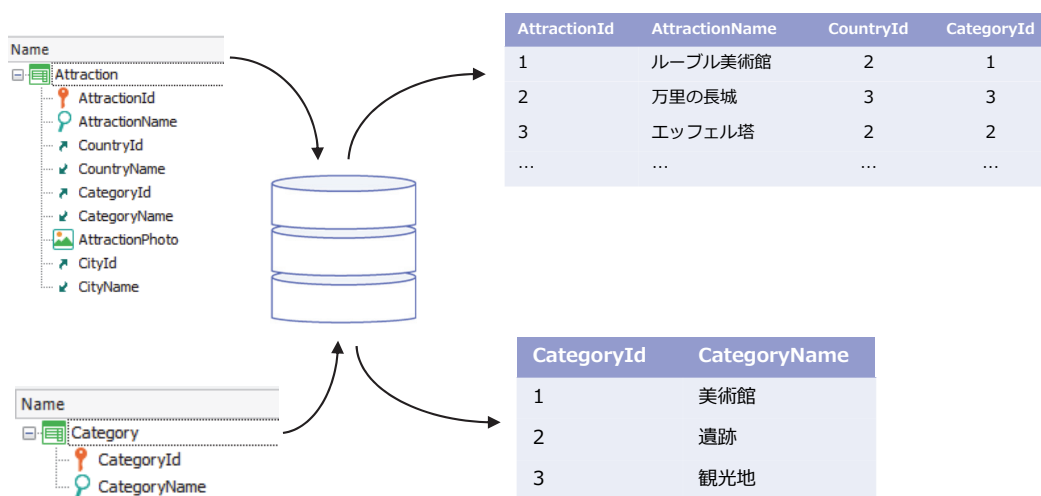 Name
Attraction
AttractionId
AttractionName
CountryId
CountryName
CategoryId
CategoryName
AttractionPhoto
CityId
CityName
AttractionId AttractionName CountryId CategoryId
1 ルーブル美術館 2 1
2 万里の長城 3 3
3 エッフェル塔 2 2
... ... ... ...
Name
Category
CategoryId
CategoryName
CategoryId CategoryName
1 美術館
2 遺跡
3 観光地